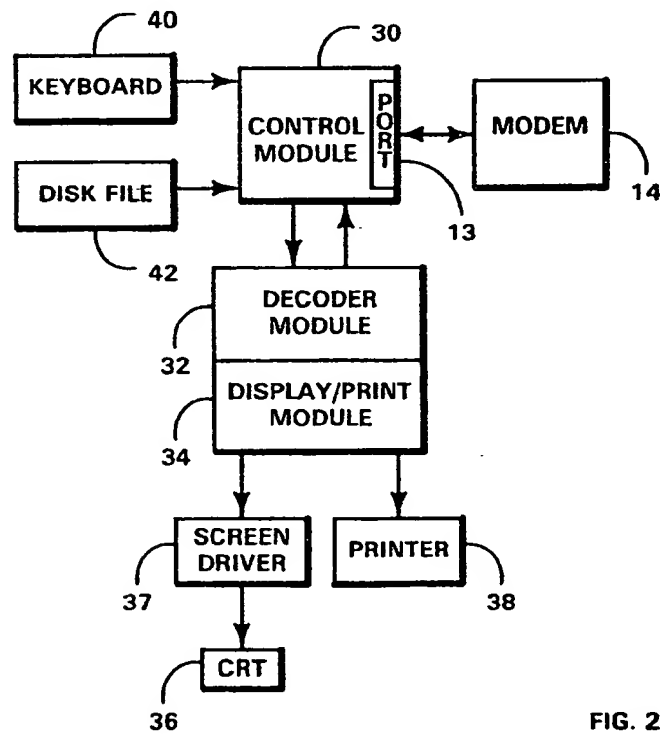 40
30
KEYBOARD
CONTROL
MODULE
PORT
MODEM
DISK FILE
14
13
42
DECODER
MODULE
32
DISPLAY/PRINT
MODULE
34
SCREEN
DRIVER
PRINTER
37
38
CRT
36
FIG. 2